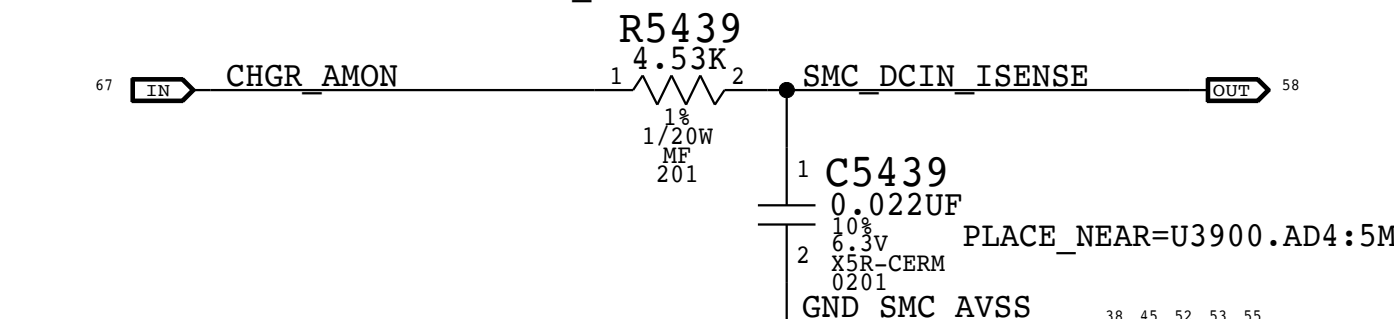 R5439
4.53K
67 IN CHGR_AMON 1 2 SMC_DCIN_ISENSE OUT 58
1%
1/20W
MF
201
1 C5439
0.022UF
10%
6.3V
PLACE_NEAR=U3900.AD4:5M
2 X5R-CERM
0201
GND_SMC_AVSS
38 45 52 53 55